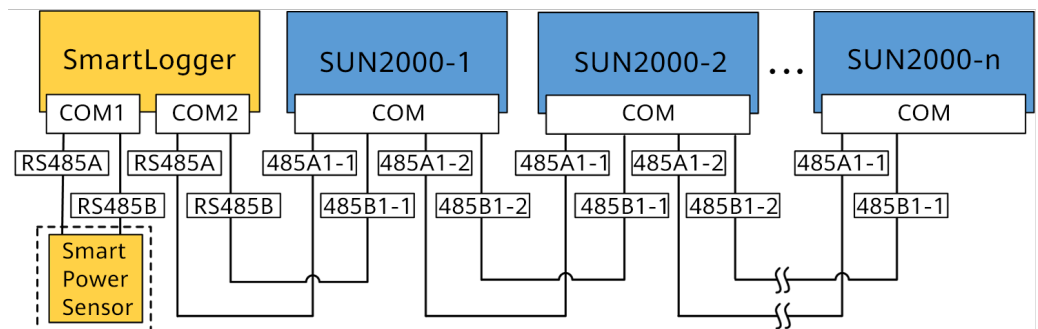 SmartLogger
SUN2000-1
SUN2000-2
...
SUN2000-n
COM1
COM2
COM
COM
COM
RS485A
RS485A
485A1-1
485A1-2
485A1-1
485A1-2
485A1-1
RS485B
RS485B
485B1-1
485B1-2
485B1-1
485B1-2
485B1-1
Smart
Power
Sensor